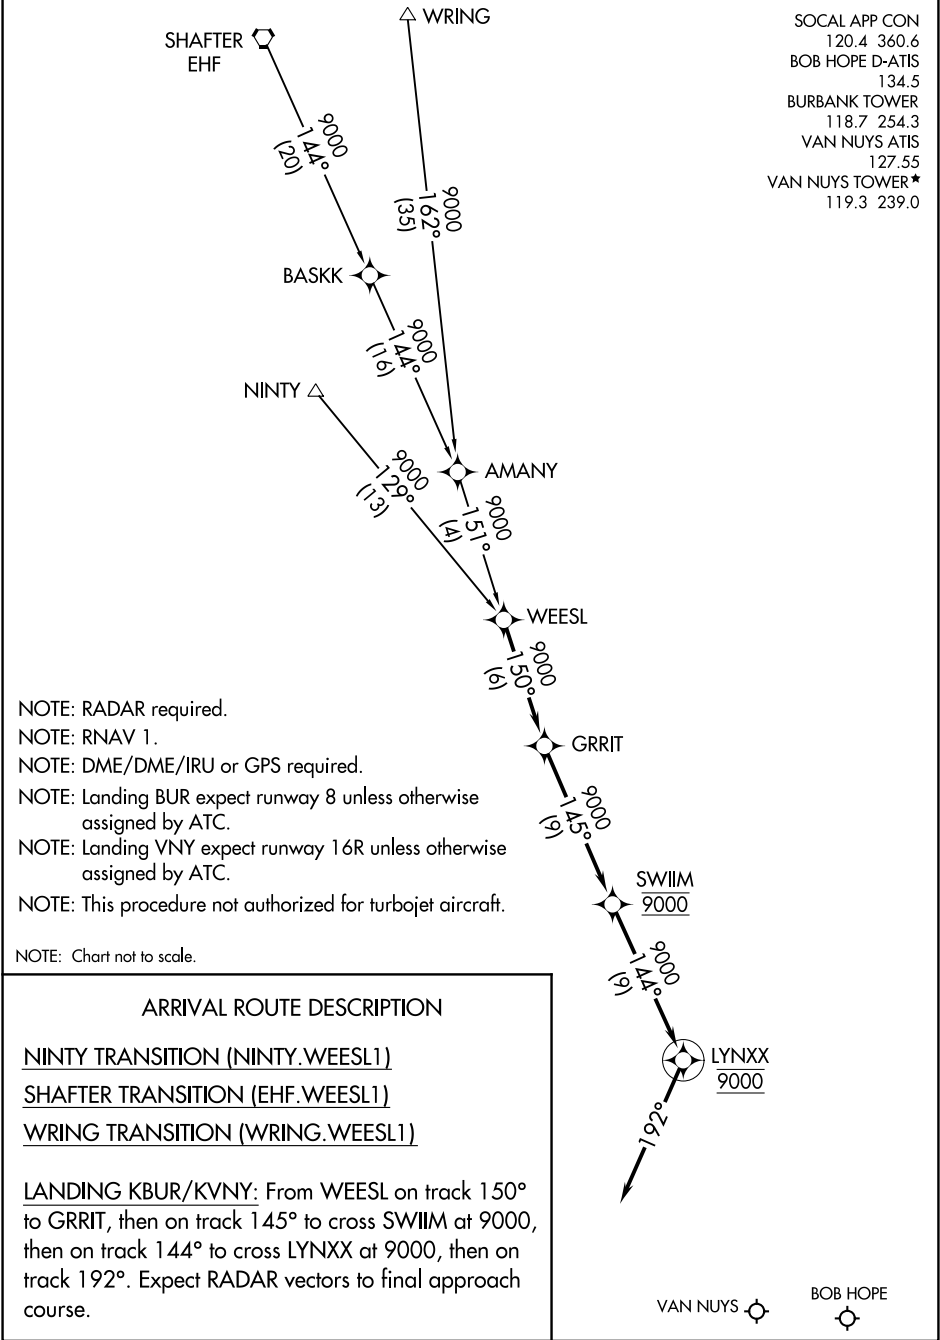 WRING
SHAFTER
EHF
SOCAL APP CON
120.4 360.6
BOB HOPE D-ATIS
134.5
BURBANK TOWER
118.7 254.3
VAN NUYS ATIS
127.55
VAN NUYS TOWER★
119.3 239.0
9000
144°
(20)
9000
162°
(35)
BASKK
9000
144°
(16)
NINTY
9000
129°
(13)
AMANY
9000
151°
(4)
WEESL
9000
150°
(6)
GRRIT
9000
145°
(9)
SWIIM
9000
9000
144°
(9)
LYNXX
9000
192°
NOTE: RADAR required.
NOTE: RNAV 1.
NOTE: DME/DME/IRU or GPS required.
NOTE: Landing BUR expect runway 8 unless otherwise
assigned by ATC.
NOTE: Landing VNY expect runway 16R unless otherwise
assigned by ATC.
NOTE: This procedure not authorized for turbojet aircraft.
NOTE: Chart not to scale.
ARRIVAL ROUTE DESCRIPTION
NINTY TRANSITION (NINTY.WEESL1)
SHAFTER TRANSITION (EHF.WEESL1)
WRING TRANSITION (WRING.WEESL1)
LANDING KBUR/KVNY: From WEESL on track 150°
to GRRIT, then on track 145° to cross SWIIM at 9000,
then on track 144° to cross LYNXX at 9000, then on
track 192°. Expect RADAR vectors to final approach
course.
VAN NUYS
BOB HOPE